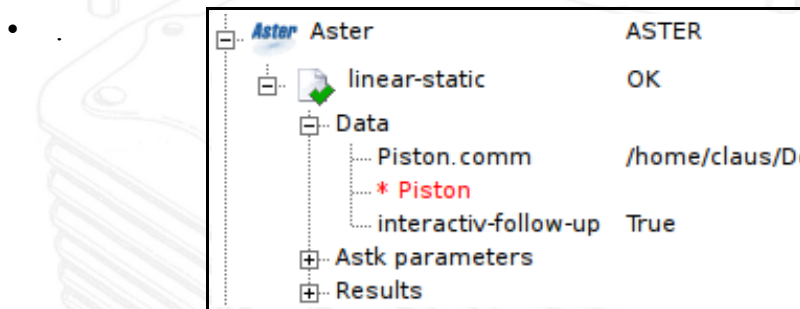 • .
Aster Aster ASTER
linear-static OK
Data
Piston.comm /home/claus/D
* Piston
interactiv-follow-up True
Astk parameters
Results